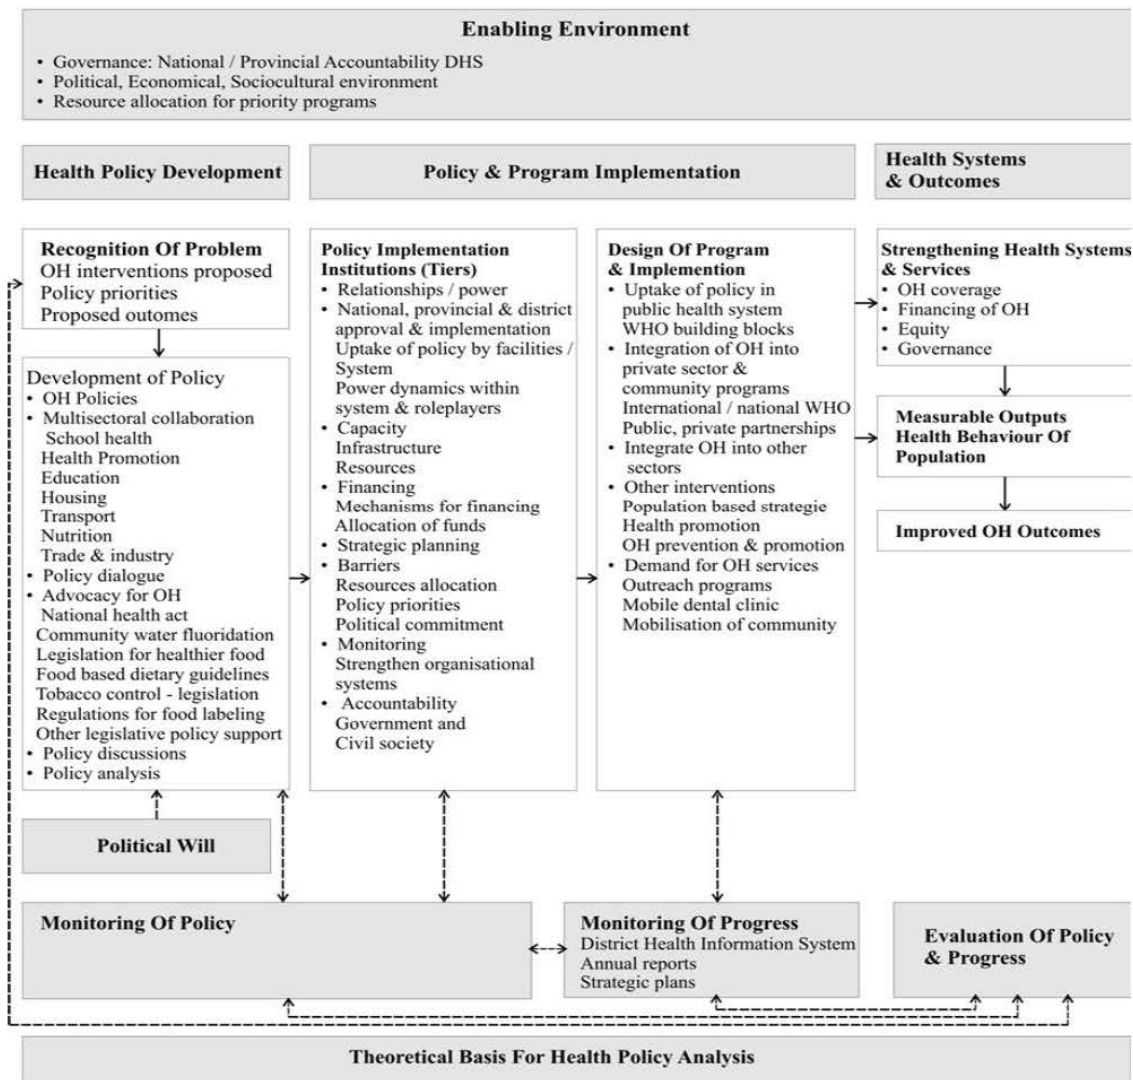 Enabling Environment
• Governance: National / Provincial Accountability DHS
• Political, Economical, Sociocultural environment
• Resource allocation for priority programs
Health Policy Development
Policy & Program Implementation
Health Systems
& Outcomes
Recognition Of Problem
OH interventions proposed
Policy priorities
Proposed outcomes
Development of Policy
• OH Policies
• Multisectoral collaboration
School health
Health Promotion
Education
Housing
Transport
Nutrition
Trade & industry
• Policy dialogue
• Advocacy for OH
National health act
Community water fluoridation
Legislation for healthier food
Food based dietary guidelines
Tobacco control - legislation
Regulations for food labeling
Other legislative policy support
• Policy discussions
• Policy analysis
Political Will
Policy Implementation
Institutions (Tiers)
• Relationships / power
• National, provincial & district
approval & implementation
Uptake of policy by facilities /
System
Power dynamics within
system & roleplayers
• Capacity
Infrastructure
Resources
• Financing
Mechanisms for financing
Allocation of funds
• Strategic planning
• Barriers
Resources allocation
Policy priorities
Political commitment
• Monitoring
Strengthen organisational
systems
• Accountability
Government and
Civil society
Design Of Program
& Implemention
• Uptake of policy in
public health system
WHO building blocks
• Integration of OH into
private sector &
community programs
International / national WHO
Public, private partnerships
• Integrate OH into other
sectors
• Other interventions
Population based strategie
Health promotion
OH prevention & promotion
• Demand for OH services
Outreach programs
Mobile dental clinic
Mobilisation of community
Strengthening Health Systems
& Services
• OH coverage
• Financing of OH
• Equity
• Governance
Measurable Outputs
Health Behaviour Of
Population
Improved OH Outcomes
Monitoring Of Policy
Monitoring Of Progress
District Health Information System
Annual reports
Strategic plans
Evaluation Of Policy
& Progress
Theoretical Basis For Health Policy Analysis